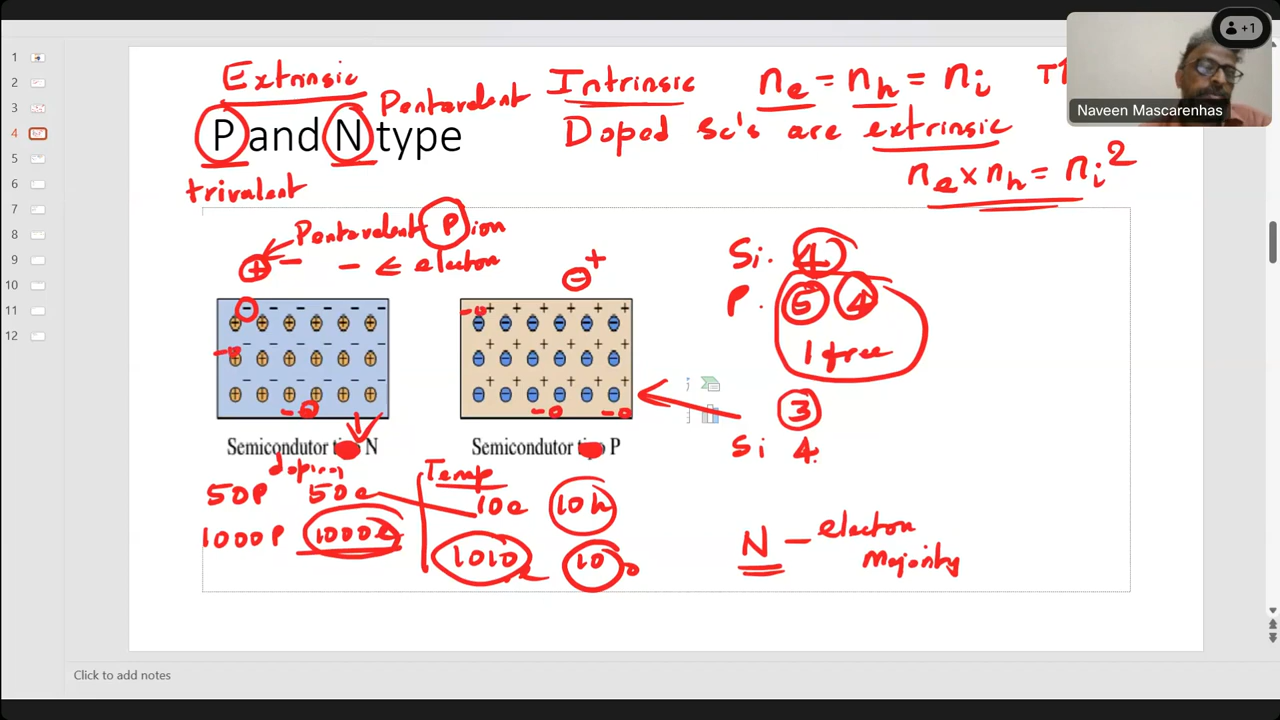 +1
Naveen Mascarenhas
1
2
3
4
5
6
7
8
9
10
11
12
Extrinsic
Pentavalent
P and N type
trivalent
Intrinsic nₑ = nₕ = nᵢ
Doped Sc's are extrinsic
nₑ × nₕ = nᵢ²
Pentavalent P ion
+ - - ← electron
- +
Si. 4
P. 5 4
1 free
3
Si 4
Semicondutor N
Semicondutor P
doping
50P 50e
1000P 1000e
Temp
10e 10h
1010 e 10
N - electron
Majority
Click to add notes